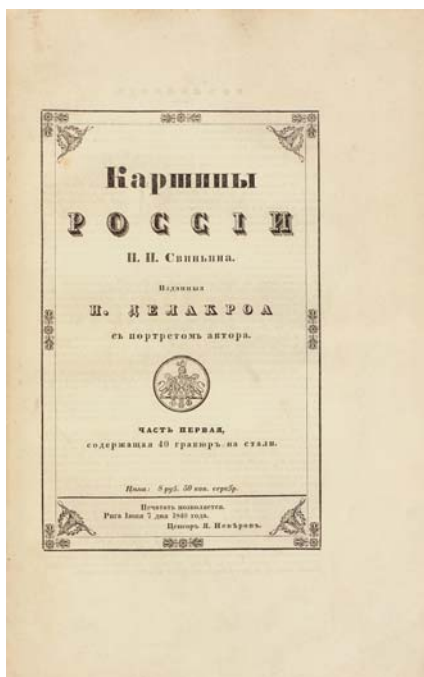 Картины
РОССІИ
П. П. Свиньина.
Изданныя
Н. ДЕЛАКРОА
съ портретомъ автора.
ЧАСТЬ ПЕРВАЯ,
содержащая 40 гравюръ на стали.
Цѣна: 8 руб. 50 коп. серебр.
Печатать позволяется.
Рига Іюня 7 дня 1840 года.
Ценсоръ Я. Невѣровъ.